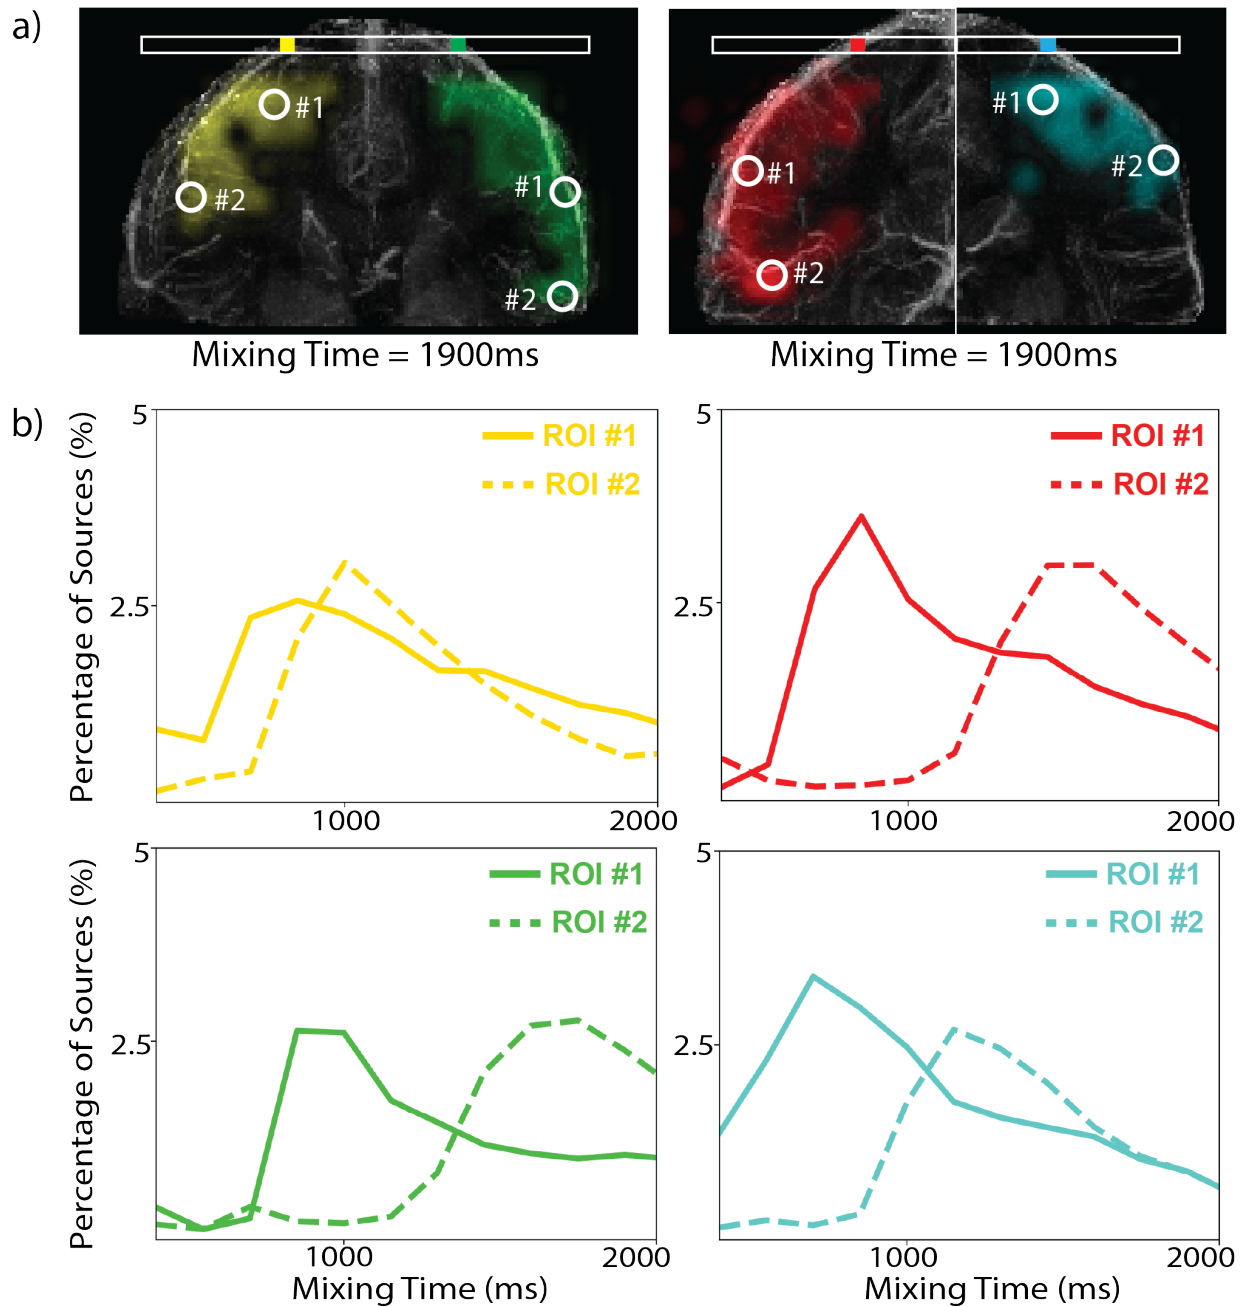 a)
#1
#2
#1
#2
#1
#2
#1
#2
Mixing Time = 1900ms
Mixing Time = 1900ms
b)
Percentage of Sources (%)
5
2.5
ROI #1
ROI #2
1000
2000
5
2.5
ROI #1
ROI #2
1000
2000
Percentage of Sources (%)
5
2.5
ROI #1
ROI #2
1000
2000
Mixing Time (ms)
5
2.5
ROI #1
ROI #2
1000
2000
Mixing Time (ms)